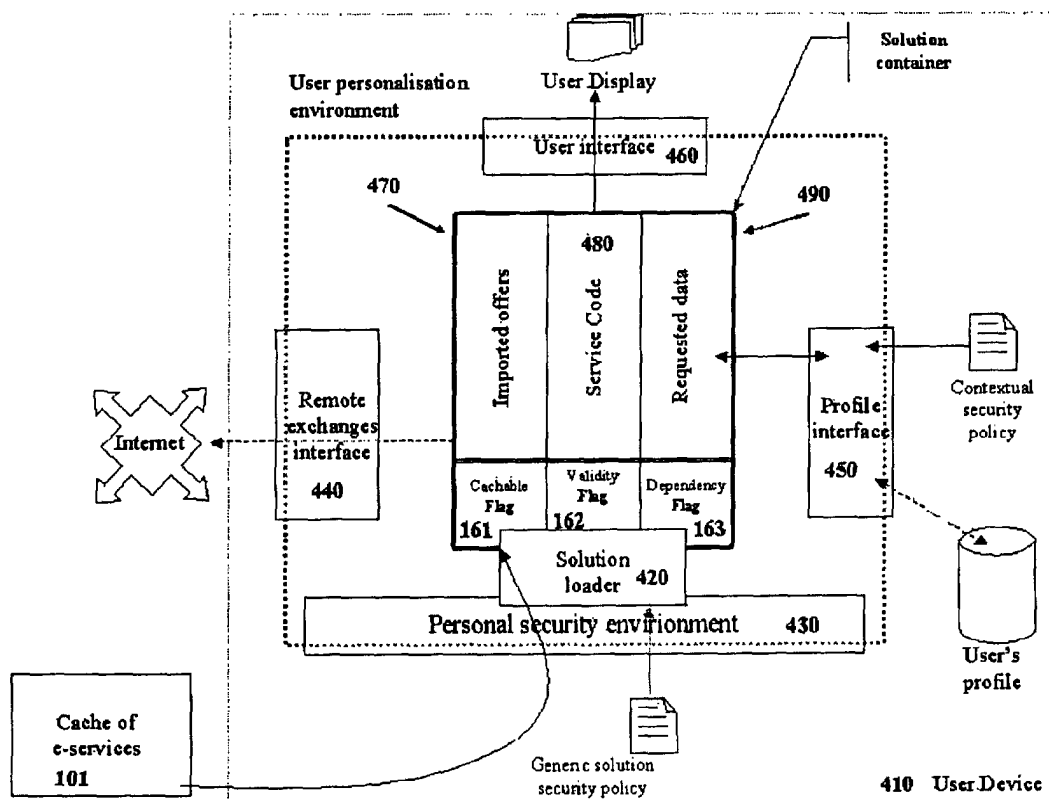 Solution
container
User Display
User personalisation
environment
User interface 460
470
490
480
Imported offers
Service Code
Requested data
Contextual
security
policy
Internet
Remote
exchanges
interface
440
Profile
interface
450
Cachable
Flag
161
Validity
Flag
162
Dependency
Flag
163
Solution
loader 420
Personal security envirionment 430
User's
profile
Cache of
e-services
101
Generic solution
security policy
410 User Device